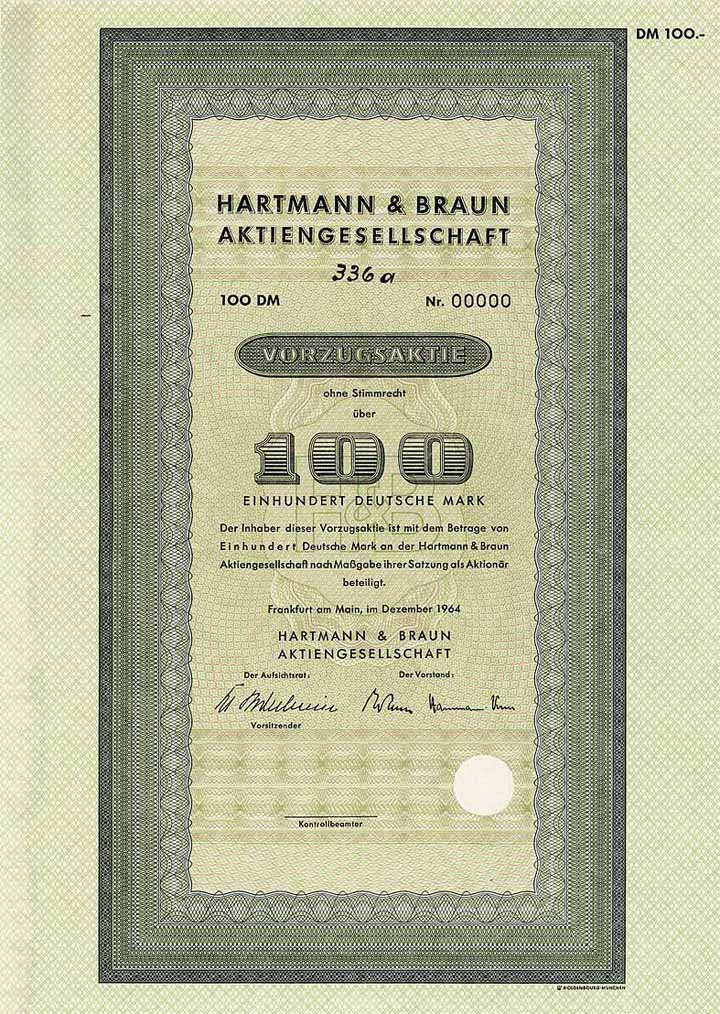 DM 100.-
HARTMANN & BRAUN
AKTIENGESELLSCHAFT
336 a
100 DM Nr. 00000
VORZUGSAKTIE
ohne Stimmrecht
über
100
EINHUNDERT DEUTSCHE MARK
Der Inhaber dieser Vorzugsaktie ist mit dem Betrage von
Einhundert Deutsche Mark an der Hartmann & Braun
Aktiengesellschaft nach Maßgabe ihrer Satzung als Aktionär
beteiligt.
Frankfurt am Main, im Dezember 1964
HARTMANN & BRAUN
AKTIENGESELLSCHAFT
Der Aufsichtsrat: Der Vorstand:
Vorsitzender
Kontrollbeamter
R. OLDENBOURG · MÜNCHEN